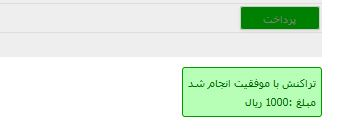 پرداخت
تراکنش با موفقیت انجام شد
مبلغ :1000 ریال